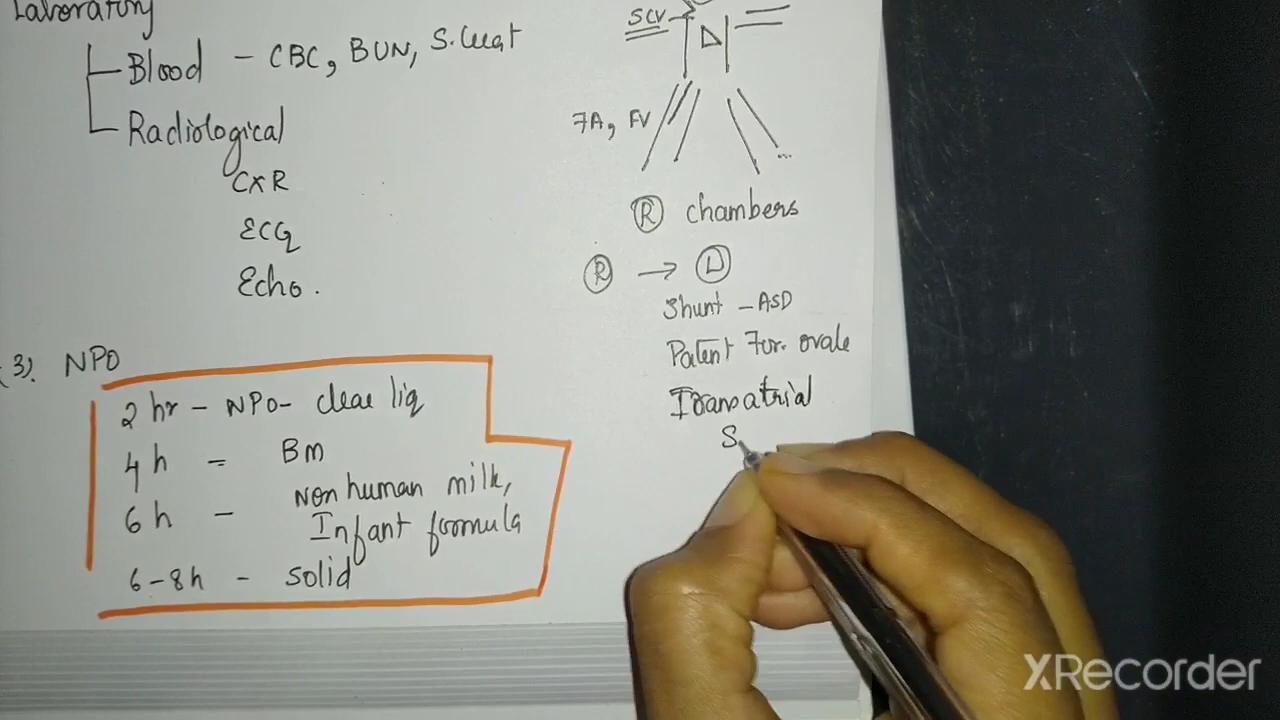 Laboratory
Blood - CBC, BUN, S.Creat
Radiological
CXR
ECG
Echo.
(3). NPO
2 hr - NPO- clear liq
4 h - BM
6 h - Non human milk,
Infant formula
6-8h - solid
SCV
FA, FV
R chambers
R → L
Shunt - ASD
Patent For. ovale
Transatrial
S
XRecorder